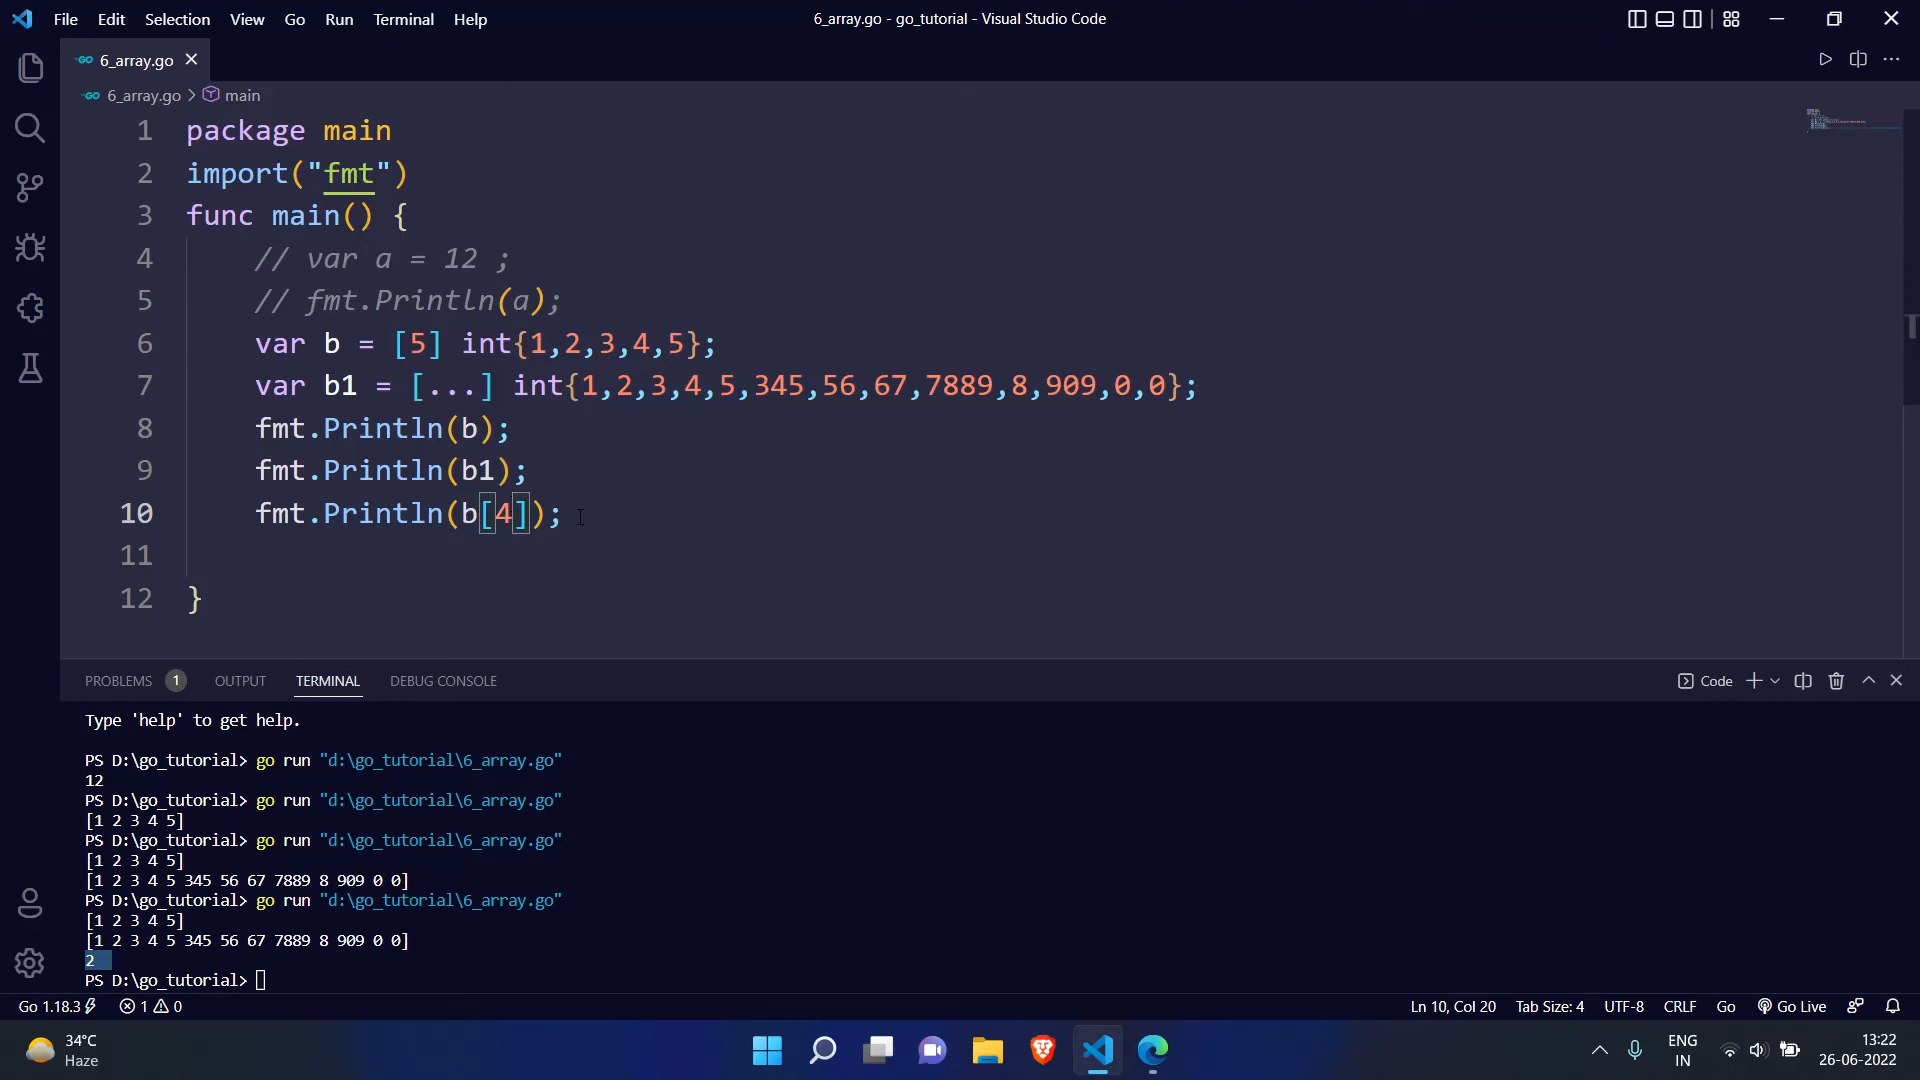 File Edit Selection View Go Run Terminal Help
6_array.go - go_tutorial - Visual Studio Code
6_array.go
6_array.go > main
1 package main
2 import("fmt")
3 func main() {
4 // var a = 12 ;
5 // fmt.Println(a);
6 var b = [5] int{1,2,3,4,5};
7 var b1 = [...] int{1,2,3,4,5,345,56,67,7889,8,909,0,0};
8 fmt.Println(b);
9 fmt.Println(b1);
10 fmt.Println(b[4]);
11
12 }
PROBLEMS 1 OUTPUT TERMINAL DEBUG CONSOLE Code
Type 'help' to get help.
PS D:\go_tutorial> go run "d:\go_tutorial\6_array.go"
12
PS D:\go_tutorial> go run "d:\go_tutorial\6_array.go"
[1 2 3 4 5]
PS D:\go_tutorial> go run "d:\go_tutorial\6_array.go"
[1 2 3 4 5]
[1 2 3 4 5 345 56 67 7889 8 909 0 0]
PS D:\go_tutorial> go run "d:\go_tutorial\6_array.go"
[1 2 3 4 5]
[1 2 3 4 5 345 56 67 7889 8 909 0 0]
2
PS D:\go_tutorial>
Go 1.18.3 1 0 Ln 10, Col 20 Tab Size: 4 UTF-8 CRLF Go Go Live
34°C
Haze
ENG
IN
13:22
26-06-2022